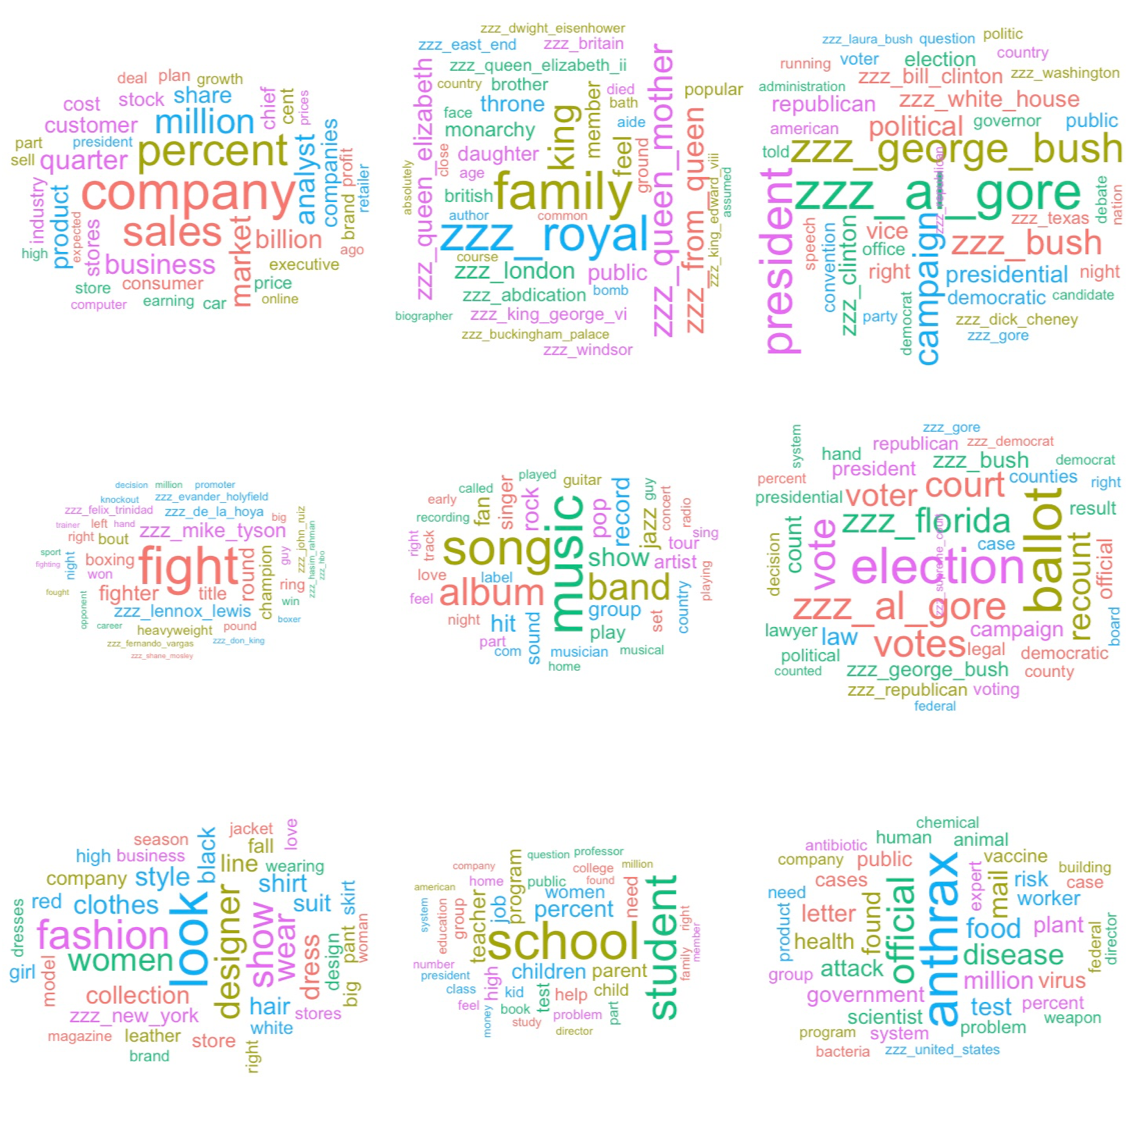 deal plan growth
cost stock share chief cent prices
customer million
part president percent analyst companies
sell quarter profit
industry company retailer
product brand
expected sales market billion ago
high stores business executive
store consumer price
computer earning car online
zzz_dwight_eisenhower
zzz_east_end zzz_britain
zzz_queen_elizabeth_ii
country brother died popular
throne king member bath
face aide
monarchy feel
zzz_queen_elizabeth close daughter ground zzz_queen_mother zzz_from_queen
absolutely age family zzz_king_edward_viii assumed
british
author common
zzz_royal
course
zzz_london public
zzz_abdication bomb
biographer zzz_king_george_vi
zzz_buckingham_palace
zzz_windsor
zzz_laura_bush question politic
running voter election country
administration zzz_bill_clinton zzz_washington
republican zzz_white_house
american political governor public
told zzz_george_bush
president zzz_al_gore debate nation
zzz_republican
speech vice zzz_texas
convention zzz_clinton office campaign zzz_bush
right presidential night
democratic candidate
party democrat zzz_dick_cheney
zzz_gore
decision million promoter
knockout zzz_evander_holyfield
zzz_felix_trinidad zzz_de_la_hoya
trainer left hand zzz_mike_tyson big zzz_john_ruiz
right bout
sport night boxing fight round champion guy zzz_hasim_rahman
fighting won
fought fighter title ring
opponent zzz_lennox_lewis win
career heavyweight pound boxer
zzz_fernando_vargas zzz_don_king
zzz_shane_mosley
played guitar
early called fan singer rock pop record guy concert radio
recording jazz
right track song music show tour sing
love label artist
feel album band playing
night hit group set country
part sound play
com musician musical
home
zzz_gore
system hand republican zzz_democrat
president zzz_bush democrat
percent voter court counties right
presidential ballot result
vote zzz_florida
decision count case recount official
election
zzz_supreme_court
zzz_al_gore
lawyer law campaign board
political votes legal democratic
counted zzz_george_bush county
zzz_republican voting
federal
season black jacket love
high business fall
company style line wearing
dresses red clothes look shirt skirt
suit
fashion designer show wear
girl women dress design pant woman
model collection big
zzz_new_york hair stores
magazine leather white
brand store right
company question professor
home program college million
american public found
system education group job women need
teacher percent student right
school family member
number
president children parent
class high kid test help child
feel book problem part
money study director
chemical
antibiotic human animal
company public vaccine
cases anthrax expert mail risk building
need case
product letter found official worker
health food plant federal director
group attack disease
government million virus
scientist test percent
program system problem weapon
bacteria zzz_united_states